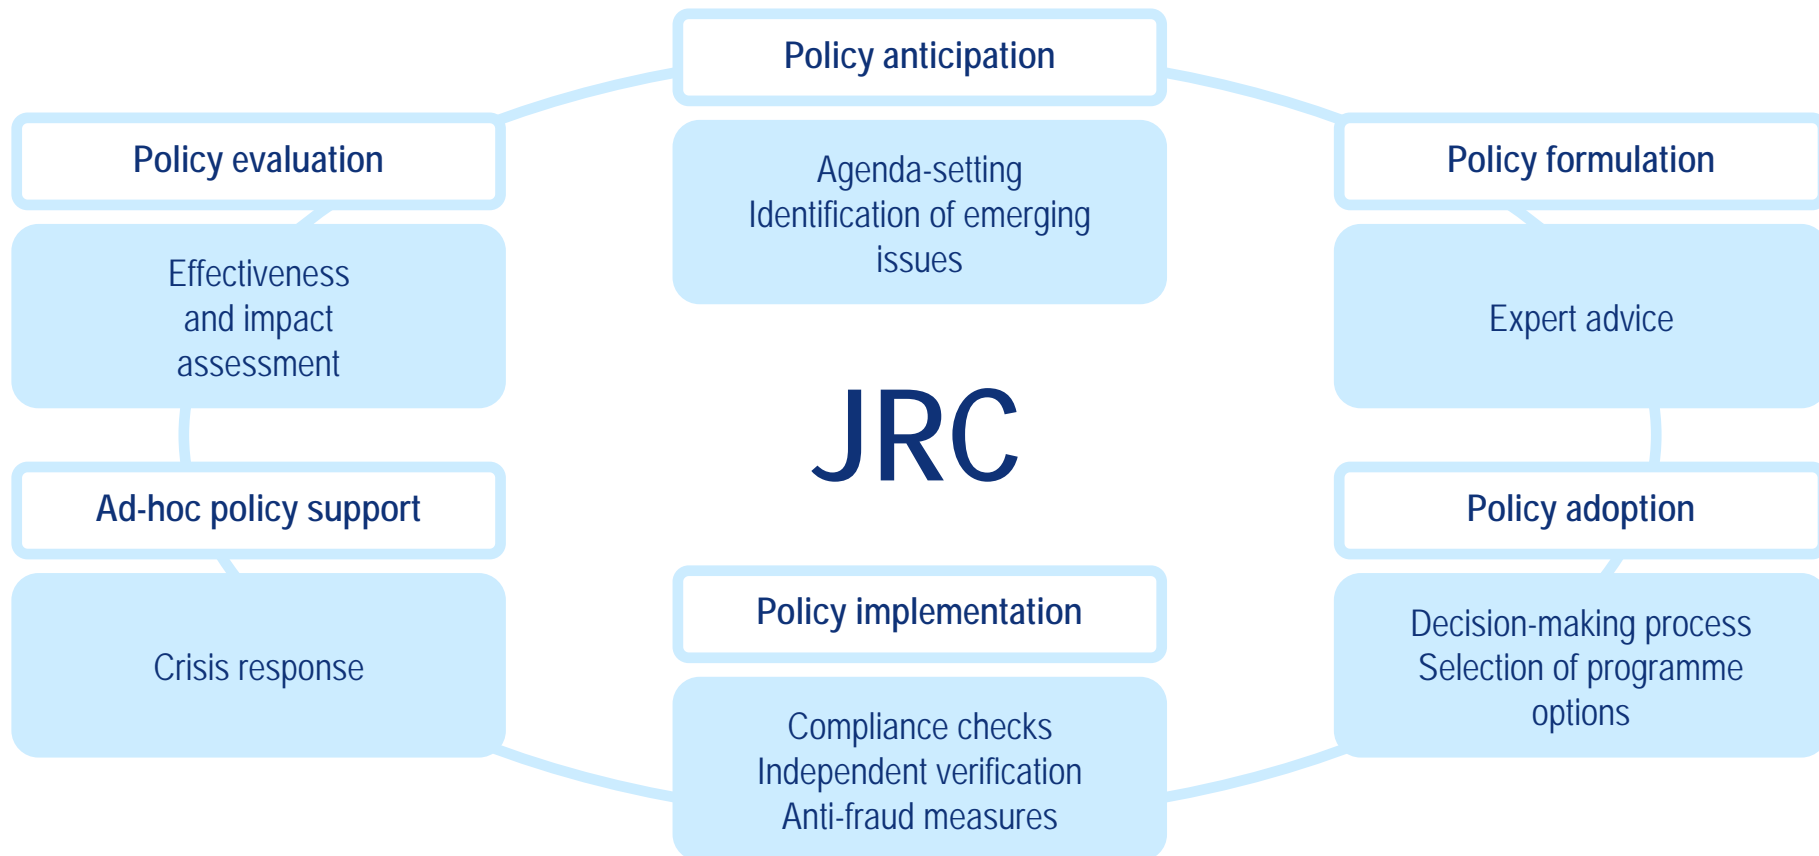 Policy anticipation
Agenda-setting
Identification of emerging
issues
Policy formulation
Expert advice
Policy adoption
Decision-making process
Selection of programme
options
Policy implementation
Compliance checks
Independent verification
Anti-fraud measures
Ad-hoc policy support
Crisis response
Policy evaluation
Effectiveness
and impact
assessment
JRC